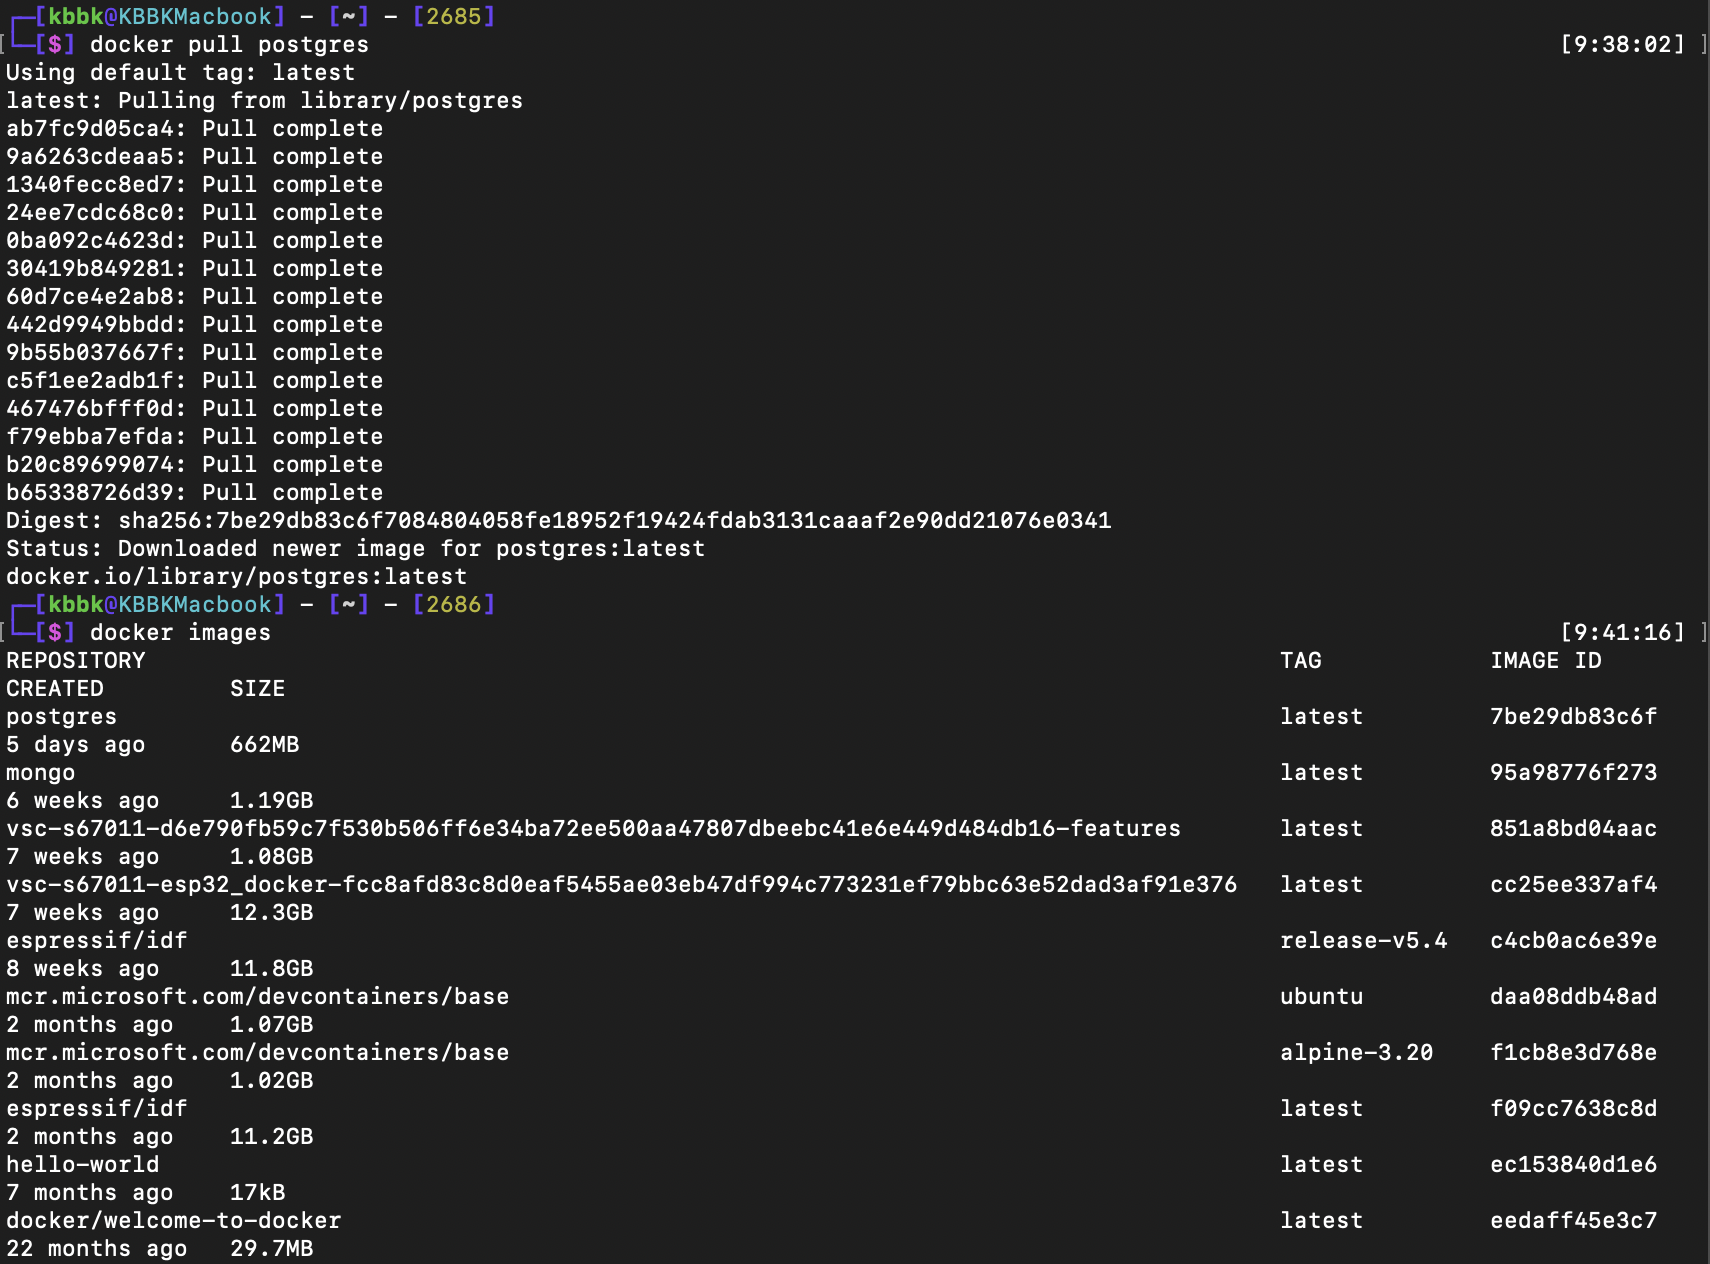 ┌─[kbbk@KBBKMacbook] - [~] - [2685]
[└─[$] docker pull postgres [9:38:02] ]
Using default tag: latest
latest: Pulling from library/postgres
ab7fc9d05ca4: Pull complete
9a6263cdeaa5: Pull complete
1340fecc8ed7: Pull complete
24ee7cdc68c0: Pull complete
0ba092c4623d: Pull complete
30419b849281: Pull complete
60d7ce4e2ab8: Pull complete
442d9949bbdd: Pull complete
9b55b037667f: Pull complete
c5f1ee2adb1f: Pull complete
467476bfff0d: Pull complete
f79ebba7efda: Pull complete
b20c89699074: Pull complete
b65338726d39: Pull complete
Digest: sha256:7be29db83c6f7084804058fe18952f19424fdab3131caaaf2e90dd21076e0341
Status: Downloaded newer image for postgres:latest
docker.io/library/postgres:latest
┌─[kbbk@KBBKMacbook] - [~] - [2686]
[└─[$] docker images [9:41:16] ]
REPOSITORY TAG IMAGE ID
CREATED SIZE
postgres latest 7be29db83c6f
5 days ago 662MB
mongo latest 95a98776f273
6 weeks ago 1.19GB
vsc-s67011-d6e790fb59c7f530b506ff6e34ba72ee500aa47807dbeebc41e6e449d484db16-features latest 851a8bd04aac
7 weeks ago 1.08GB
vsc-s67011-esp32_docker-fcc8afd83c8d0eaf5455ae03eb47df994c773231ef79bbc63e52dad3af91e376 latest cc25ee337af4
7 weeks ago 12.3GB
espressif/idf release-v5.4 c4cb0ac6e39e
8 weeks ago 11.8GB
mcr.microsoft.com/devcontainers/base ubuntu daa08ddb48ad
2 months ago 1.07GB
mcr.microsoft.com/devcontainers/base alpine-3.20 f1cb8e3d768e
2 months ago 1.02GB
espressif/idf latest f09cc7638c8d
2 months ago 11.2GB
hello-world latest ec153840d1e6
7 months ago 17kB
docker/welcome-to-docker latest eedaff45e3c7
22 months ago 29.7MB